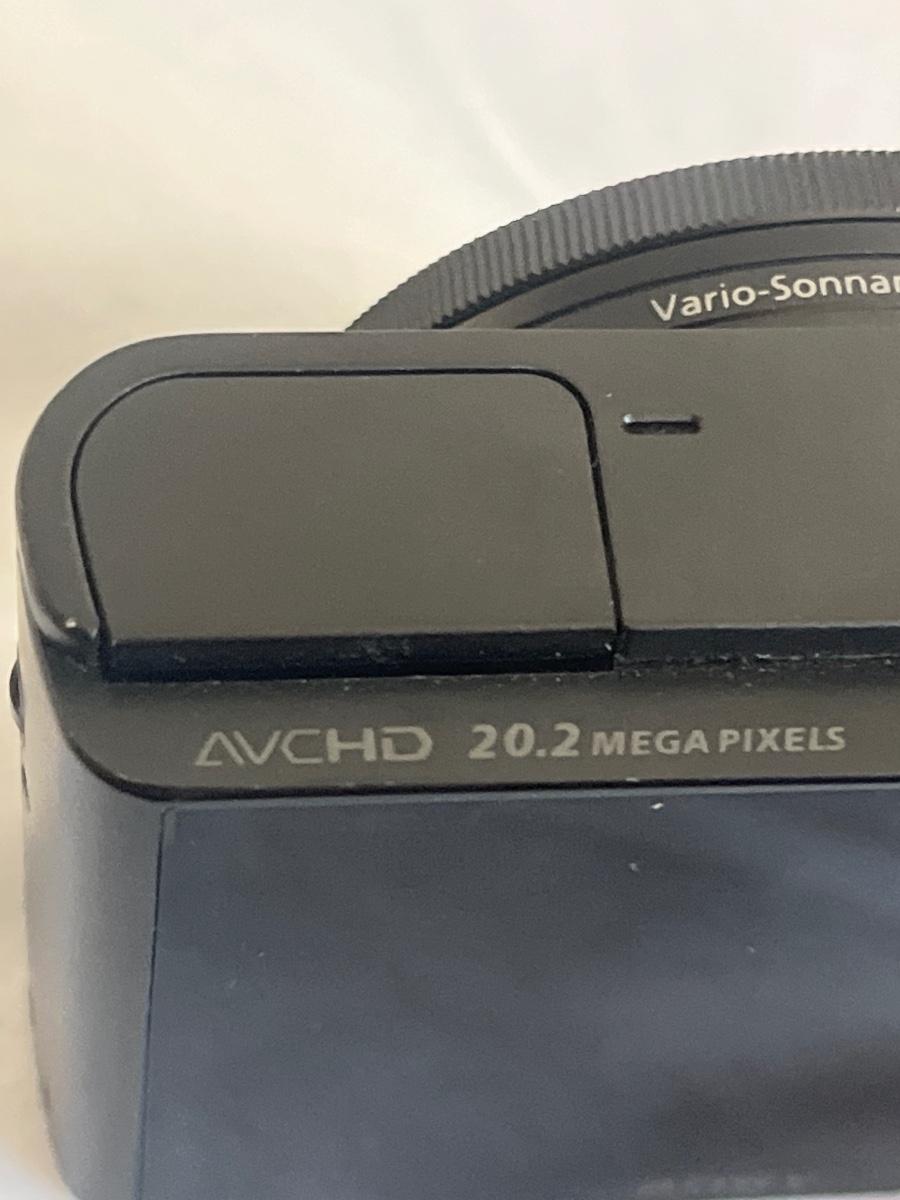 Vario-Sonnar
AVCHD 20.2 MEGA PIXELS